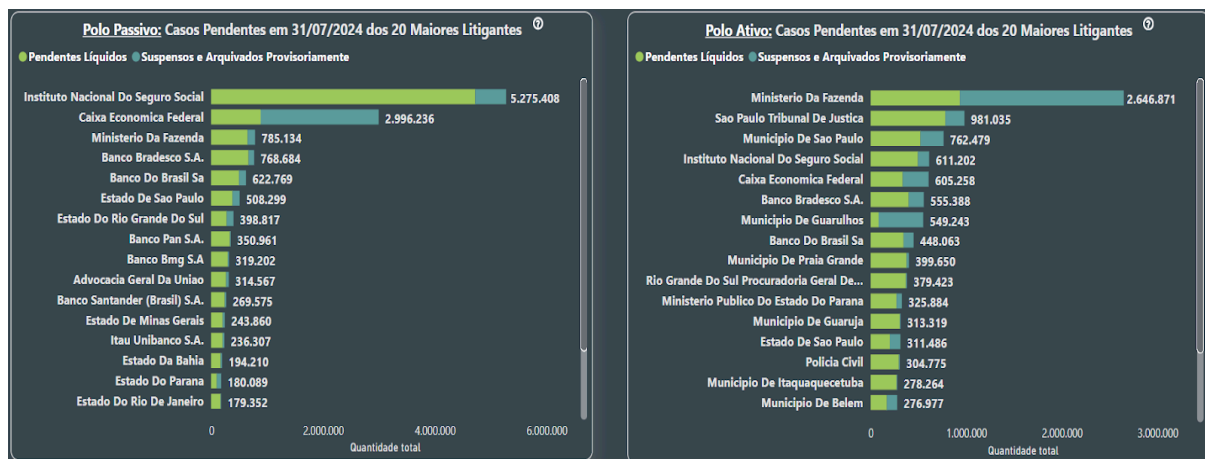 Polo Passivo: Casos Pendentes em 31/07/2024 dos 20 Maiores Litigantes ?
Pendentes Líquidos Suspensos e Arquivados Provisoriamente
Instituto Nacional Do Seguro Social 5.275.408
Caixa Economica Federal 2.996.236
Ministerio Da Fazenda 785.134
Banco Bradesco S.A. 768.684
Banco Do Brasil Sa 622.769
Estado De Sao Paulo 508.299
Estado Do Rio Grande Do Sul 398.817
Banco Pan S.A. 350.961
Banco Bmg S.A 319.202
Advocacia Geral Da Uniao 314.567
Banco Santander (Brasil) S.A. 269.575
Estado De Minas Gerais 243.860
Itau Unibanco S.A. 236.307
Estado Da Bahia 194.210
Estado Do Parana 180.089
Estado Do Rio De Janeiro 179.352
0 2.000.000 4.000.000 6.000.000
Quantidade total
Polo Ativo: Casos Pendentes em 31/07/2024 dos 20 Maiores Litigantes ?
Pendentes Líquidos Suspensos e Arquivados Provisoriamente
Ministerio Da Fazenda 2.646.871
Sao Paulo Tribunal De Justica 981.035
Municipio De Sao Paulo 762.479
Instituto Nacional Do Seguro Social 611.202
Caixa Economica Federal 605.258
Banco Bradesco S.A. 555.388
Municipio De Guarulhos 549.243
Banco Do Brasil Sa 448.063
Municipio De Praia Grande 399.650
Rio Grande Do Sul Procuradoria Geral De... 379.423
Ministerio Publico Do Estado Do Parana 325.884
Municipio De Guaruja 313.319
Estado De Sao Paulo 311.486
Policia Civil 304.775
Municipio De Itaquaquecetuba 278.264
Municipio De Belem 276.977
0 1.000.000 2.000.000 3.000.000
Quantidade total